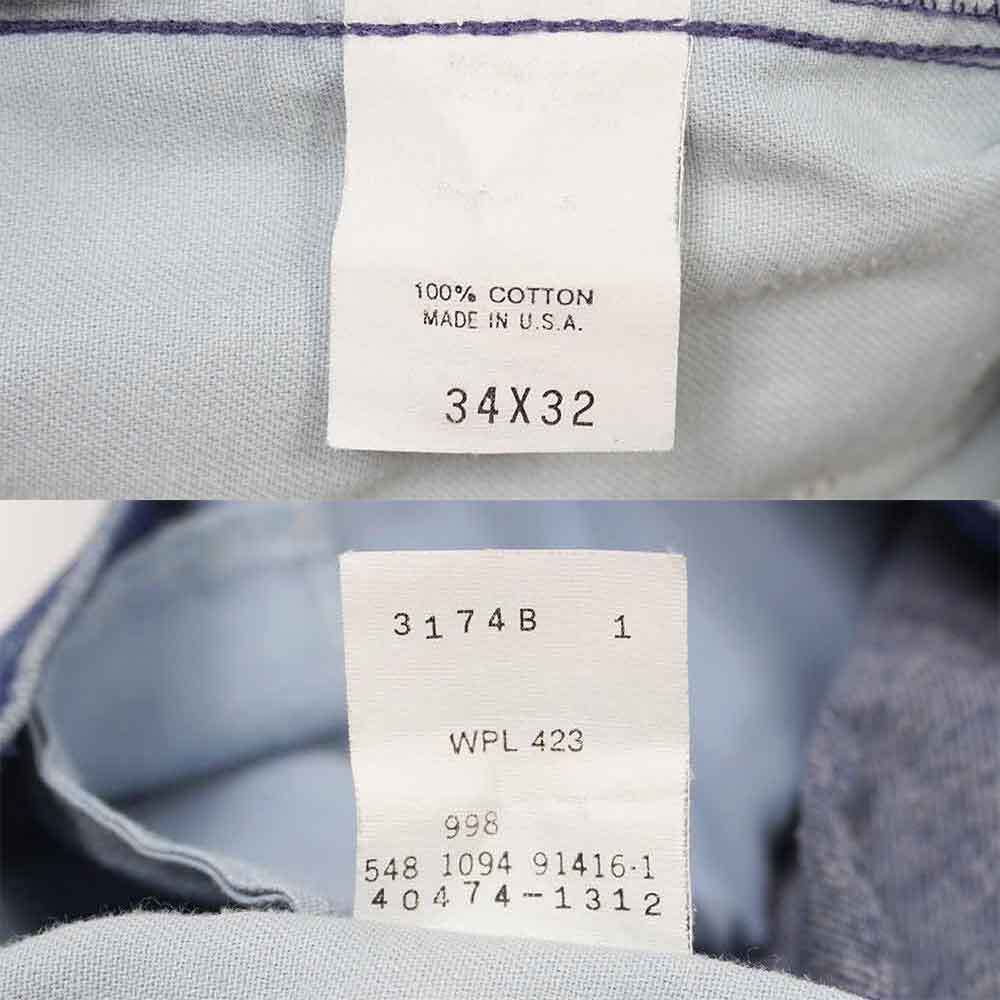 100% COTTON
MADE IN U.S.A.
34X32
3174B 1
WPL 423
998
548 1094 91416-1
40474-1312